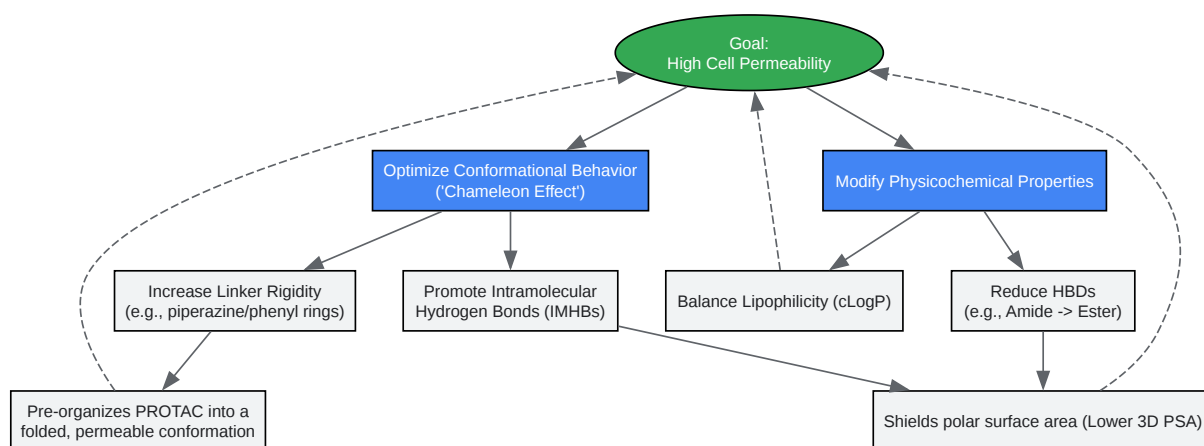 Goal:
High Cell Permeability
Optimize Conformational Behavior
('Chameleon Effect')
Modify Physicochemical Properties
Increase Linker Rigidity
(e.g., piperazine/phenyl rings)
Promote Intramolecular
Hydrogen Bonds (IMHBs)
Balance Lipophilicity (cLogP)
Reduce HBDs
(e.g., Amide -> Ester)
Pre-organizes PROTAC into a
folded, permeable conformation
Shields polar surface area (Lower 3D PSA)